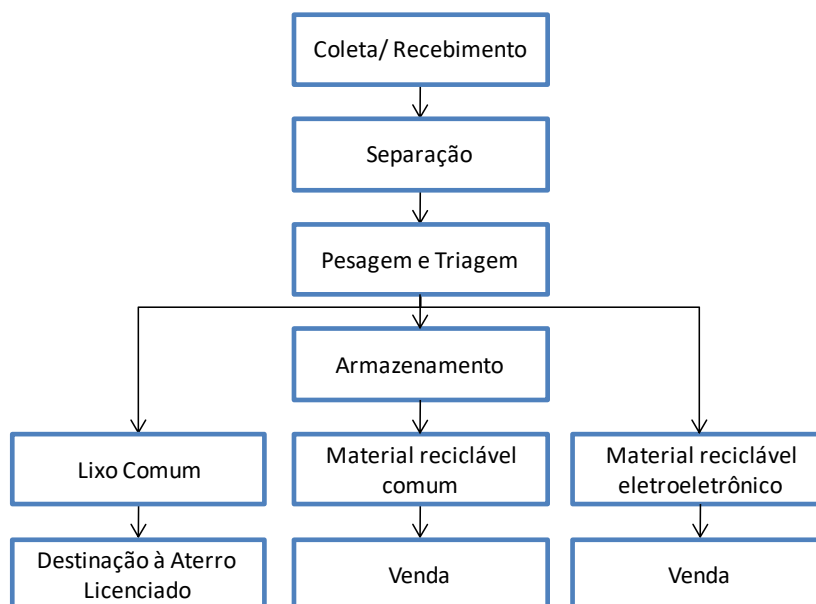 Coleta/ Recebimento
Separação
Pesagem e Triagem
Armazenamento
Lixo Comum
Material reciclável
comum
Material reciclável
eletroeletrônico
Destinação à Aterro
Licenciado
Venda
Venda